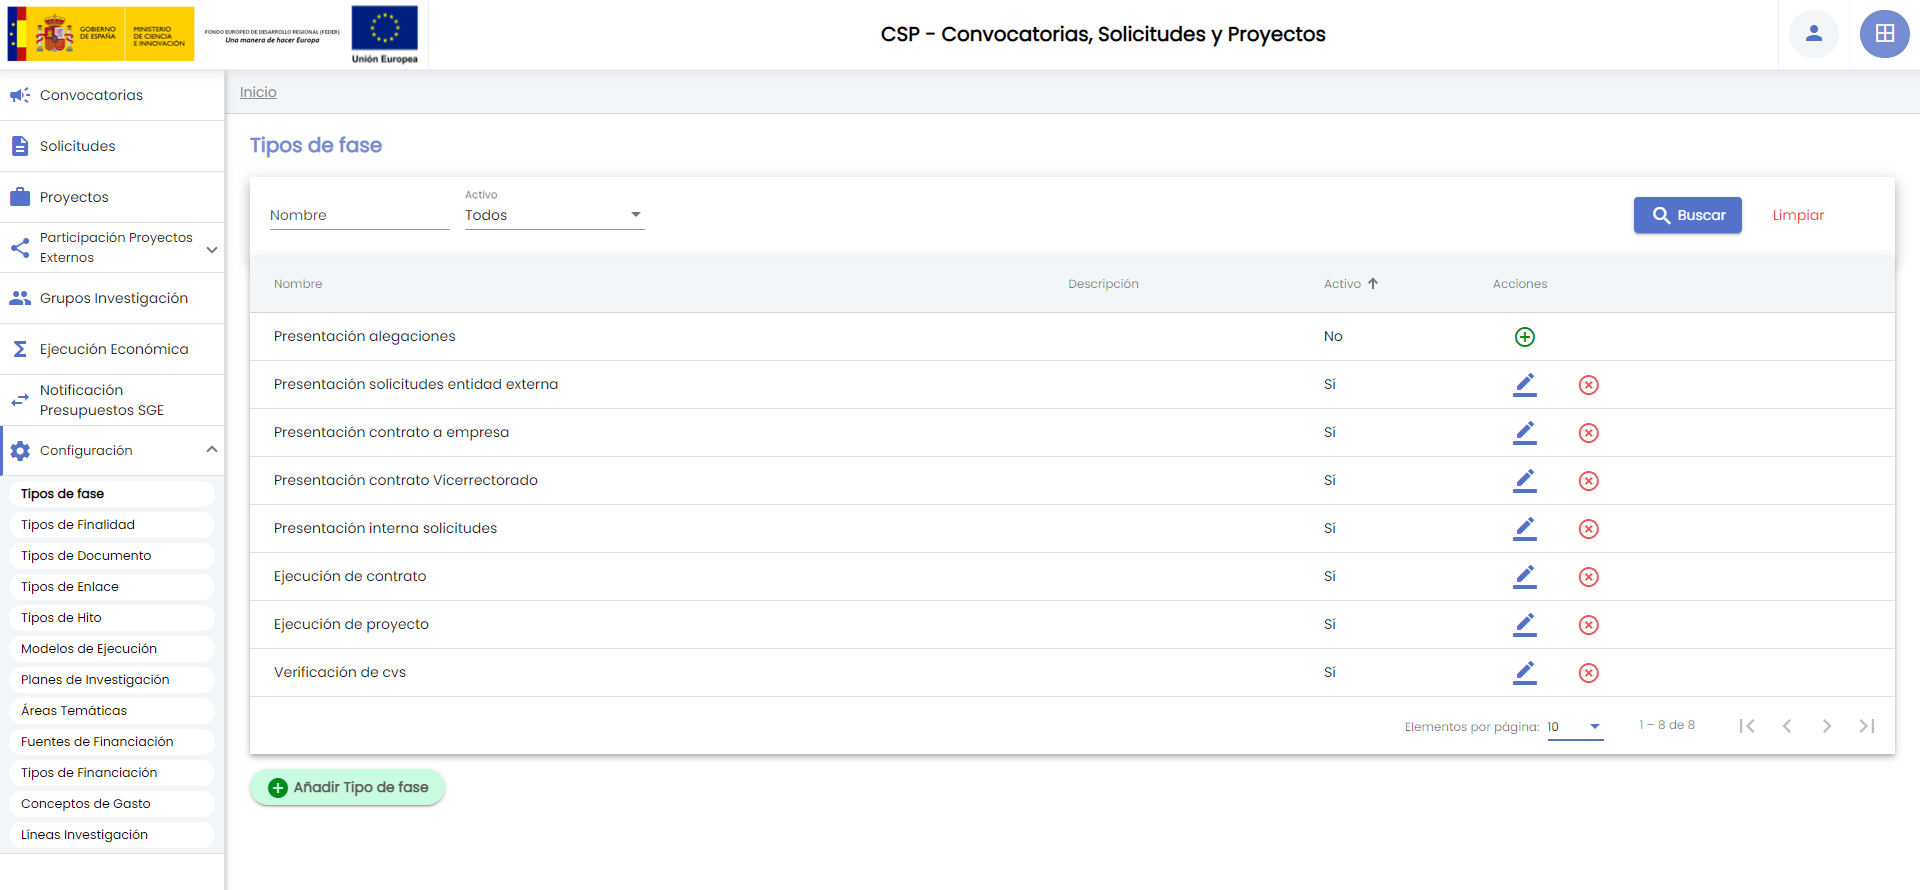 GOBIERNO
DE ESPAÑA
MINISTERIO
DE CIENCIA
E INNOVACIÓN
FONDO EUROPEO DE DESARROLLO REGIONAL (FEDER)
Una manera de hacer Europa
Unión Europea
CSP - Convocatorias, Solicitudes y Proyectos
Convocatorias
Solicitudes
Proyectos
Participación Proyectos
Externos
Grupos Investigación
Ejecución Económica
Notificación
Presupuestos SGE
Configuración
Tipos de fase
Tipos de Finalidad
Tipos de Documento
Tipos de Enlace
Tipos de Hito
Modelos de Ejecución
Planes de Investigación
Áreas Temáticas
Fuentes de Financiación
Tipos de Financiación
Conceptos de Gasto
Líneas Investigación
Inicio
Tipos de fase
Nombre
Activo
Todos
Buscar
Limpiar
Nombre Descripción Activo Acciones
Presentación alegaciones No
Presentación solicitudes entidad externa Sí
Presentación contrato a empresa Sí
Presentación contrato Vicerrectorado Sí
Presentación interna solicitudes Sí
Ejecución de contrato Sí
Ejecución de proyecto Sí
Verificación de cvs Sí
Elementos por página: 10 1 – 8 de 8
Añadir Tipo de fase